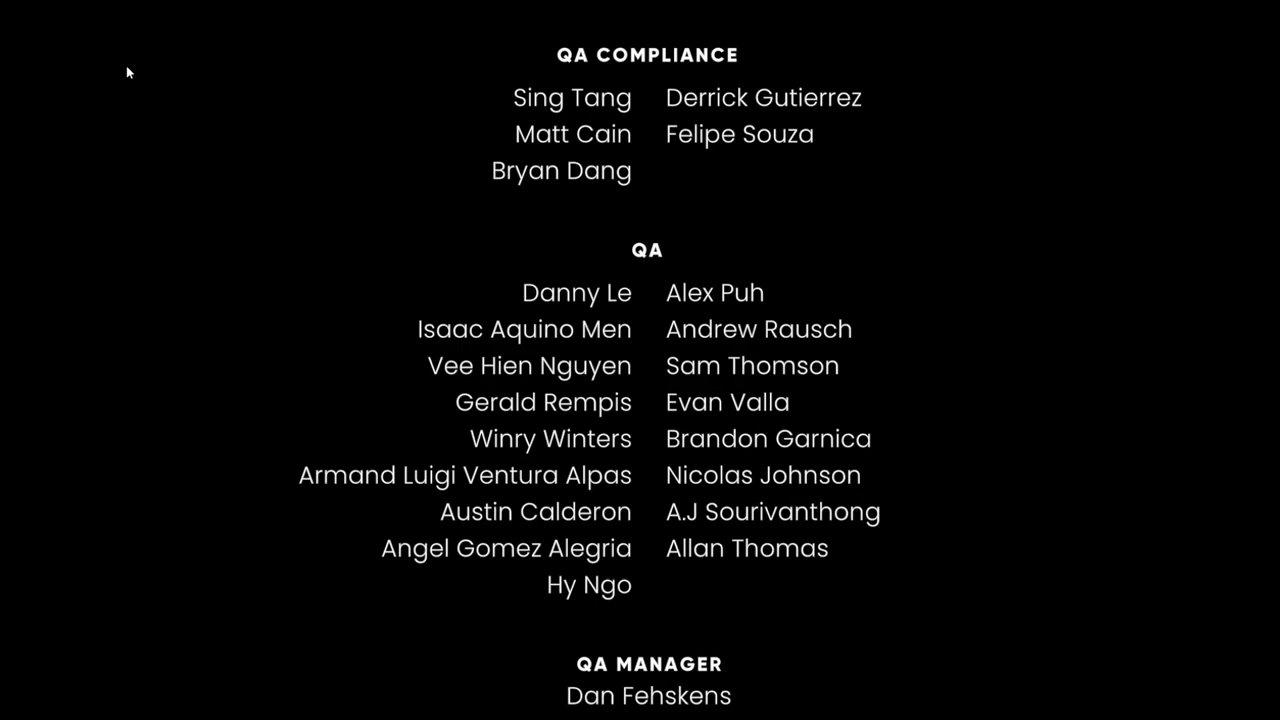 QA COMPLIANCE
Sing Tang Derrick Gutierrez
Matt Cain Felipe Souza
Bryan Dang
QA
Danny Le Alex Puh
Isaac Aquino Men Andrew Rausch
Vee Hien Nguyen Sam Thomson
Gerald Rempis Evan Valla
Winry Winters Brandon Garnica
Armand Luigi Ventura Alpas Nicolas Johnson
Austin Calderon A.J Sourivanthong
Angel Gomez Alegria Allan Thomas
Hy Ngo
QA MANAGER
Dan Fehskens